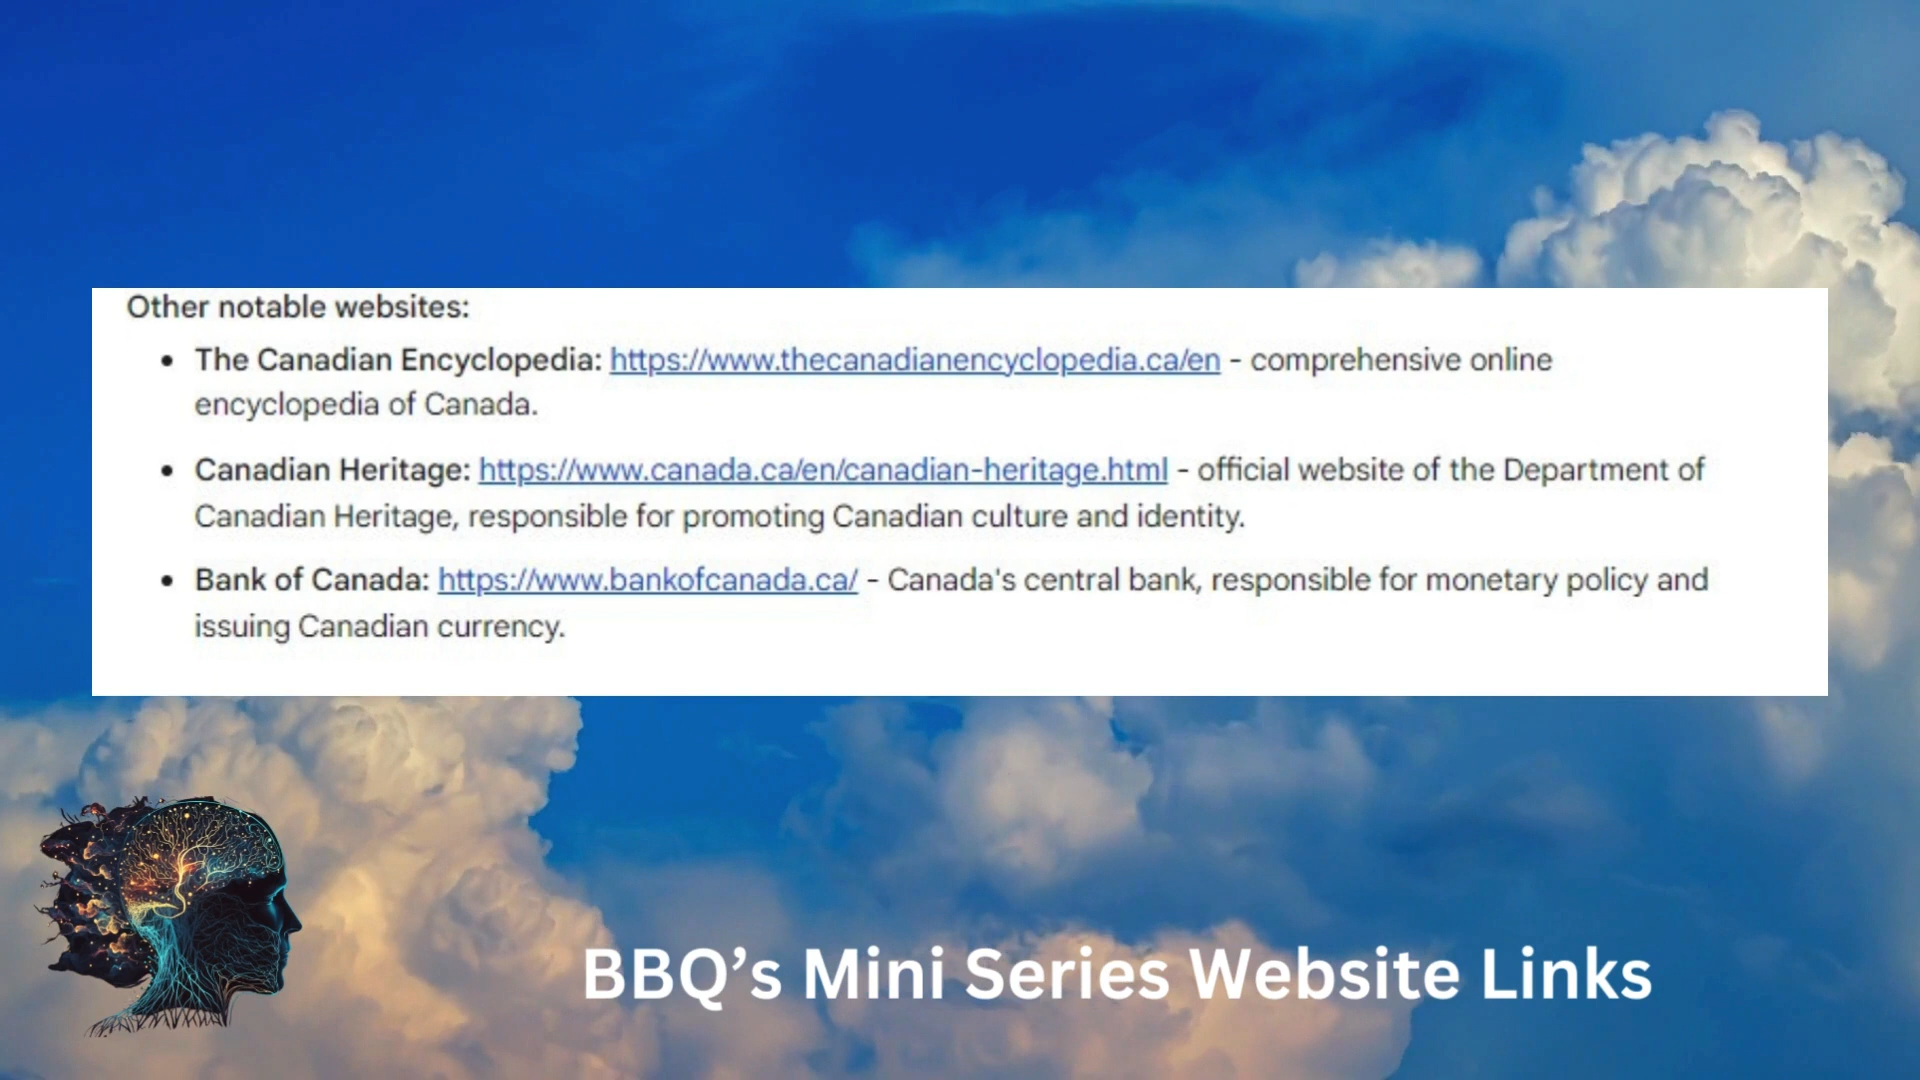 Other notable websites:
• The Canadian Encyclopedia: https://www.thecanadianencyclopedia.ca/en - comprehensive online
encyclopedia of Canada.
• Canadian Heritage: https://www.canada.ca/en/canadian-heritage.html - official website of the Department of
Canadian Heritage, responsible for promoting Canadian culture and identity.
• Bank of Canada: https://www.bankofcanada.ca/ - Canada's central bank, responsible for monetary policy and
issuing Canadian currency.
BBQ’s Mini Series Website Links